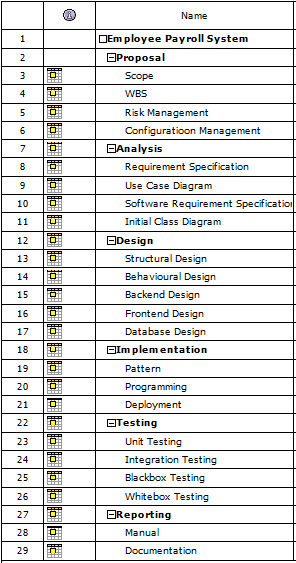 Name
1 Employee Payroll System
2 Proposal
3 Scope
4 WBS
5 Risk Management
6 Configuratioon Management
7 Analysis
8 Requirement Specification
9 Use Case Diagram
10 Software Requirement Specification
11 Initial Class Diagram
12 Design
13 Structural Design
14 Behavioural Design
15 Backend Design
16 Frontend Design
17 Database Design
18 Implementation
19 Pattern
20 Programming
21 Deployment
22 Testing
23 Unit Testing
24 Integration Testing
25 Blackbox Testing
26 Whitebox Testing
27 Reporting
28 Manual
29 Documentation